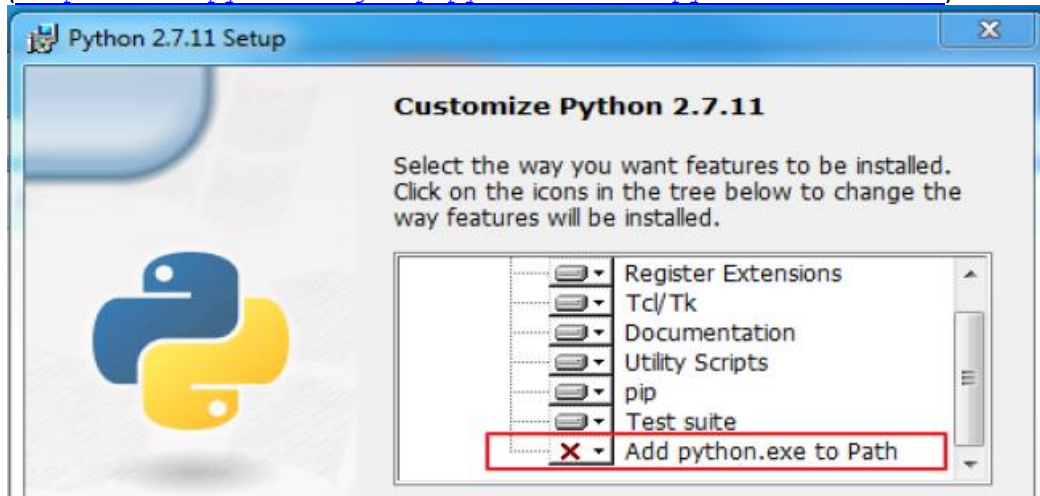 Python 2.7.11 Setup
Customize Python 2.7.11
Select the way you want features to be installed.
Click on the icons in the tree below to change the
way features will be installed.
Register Extensions
Tcl/Tk
Documentation
Utility Scripts
pip
Test suite
Add python.exe to Path